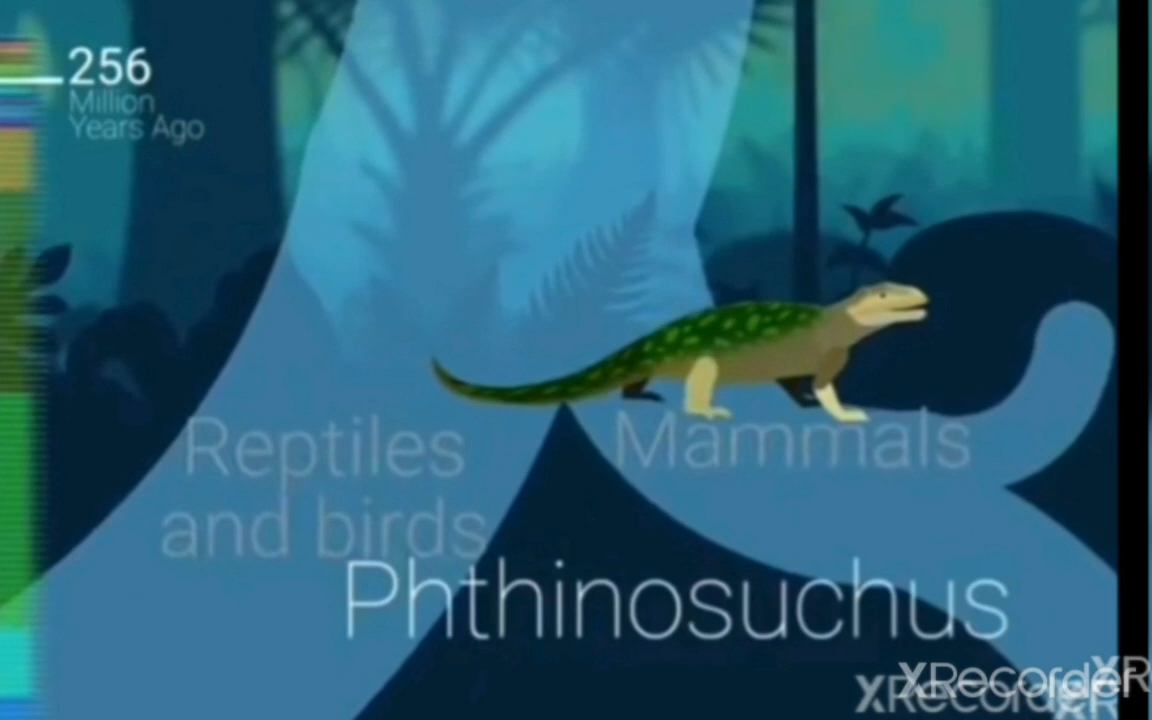 256
Million
Years Ago
Reptiles
and birds
Mammals
Phthinosuchus
XRecorder
XRecorder